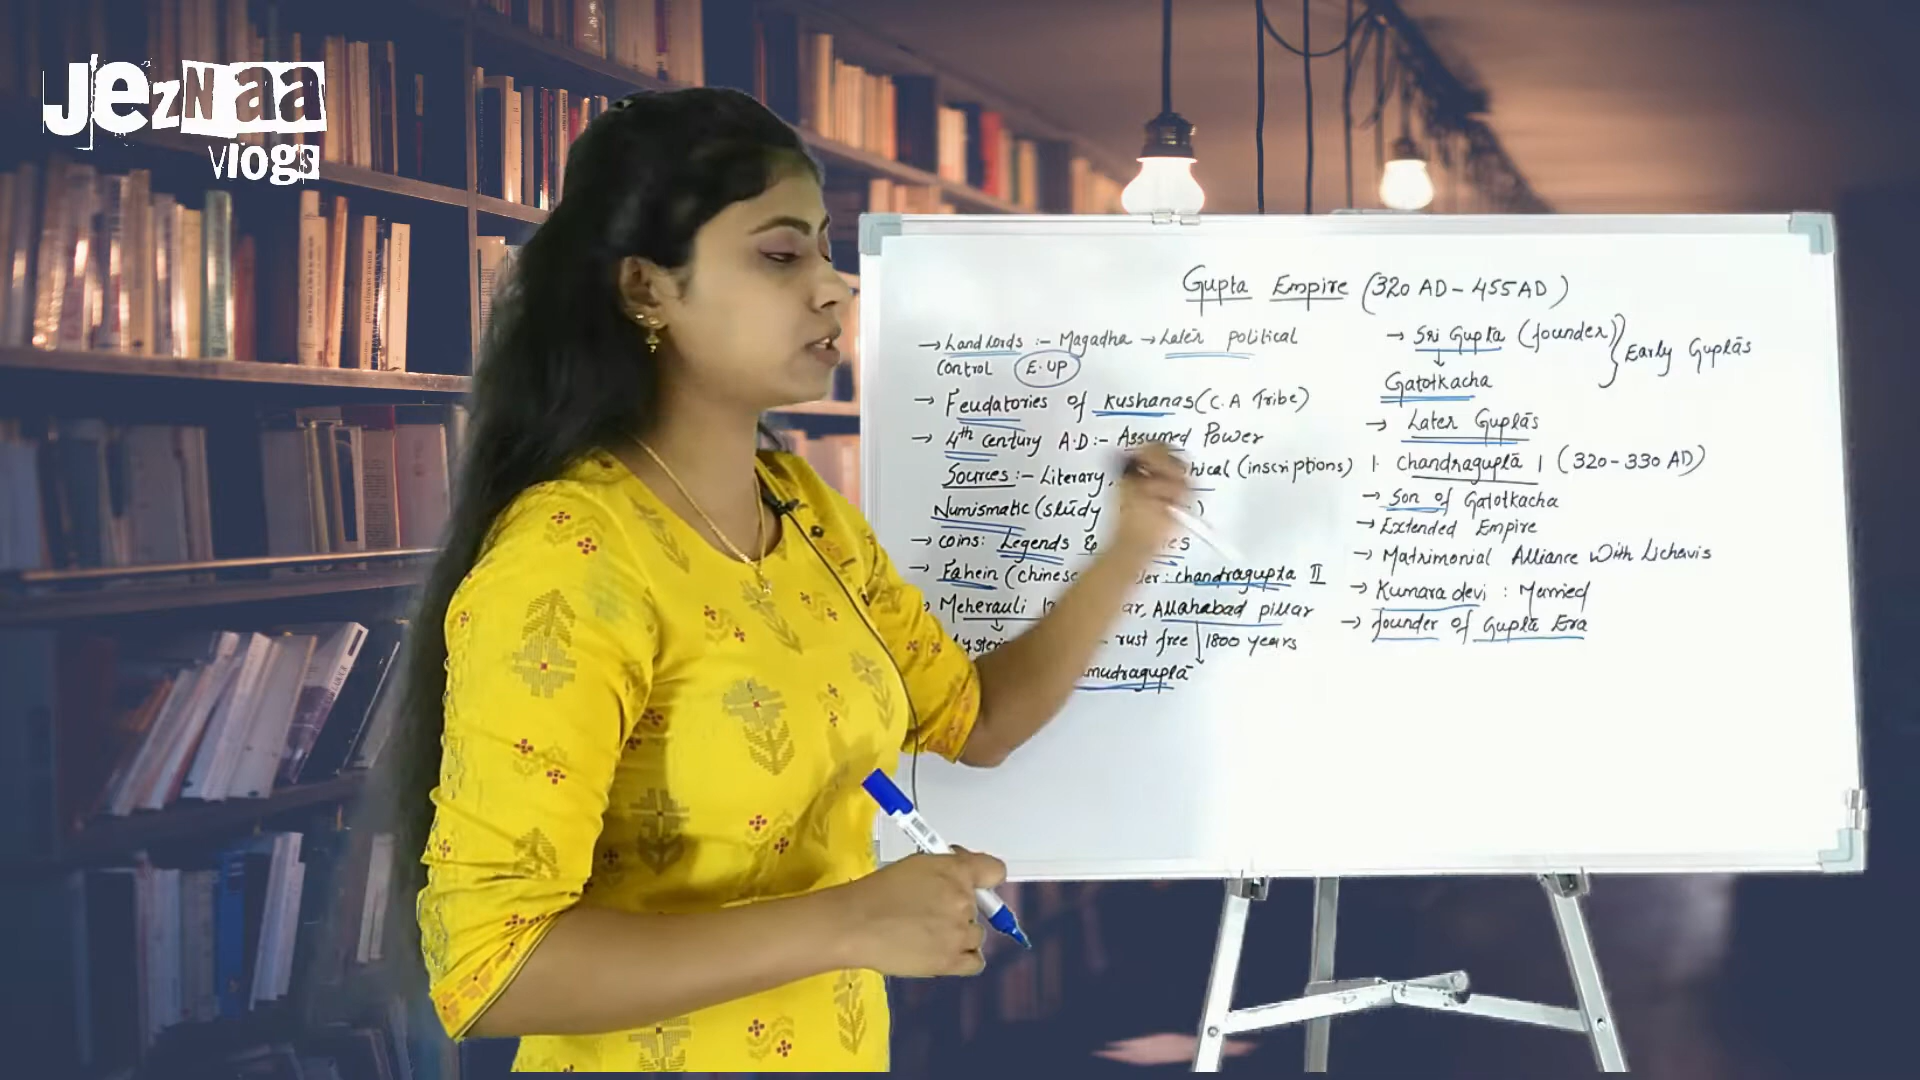 JezNaa
Vlogs
Gupta Empire (320 AD - 455 AD)
→ Landlords :- Magadha → Later political
control E. UP
→ Feudatories of Kushanas (C.A Tribe)
→ 4th century A.D :- Assumed Power
Sources :- Literary, (inscriptions)
Numismatic (study )
→ coins: Legends &
→ Fahein (chinese : chandragupta II
Meherauli Allahabad pillar
rust free 1800 years
→ Sri Gupta (founder) } Early Guptās
↓
Gatotkacha
→ Later Guptās
1. Chandraguptā I (320-330 AD)
→ Son of Gatotkacha
→ Extended Empire
→ Matrimonial Alliance With Lichavis
→ Kumara devi : Married
→ founder of Gupta Era